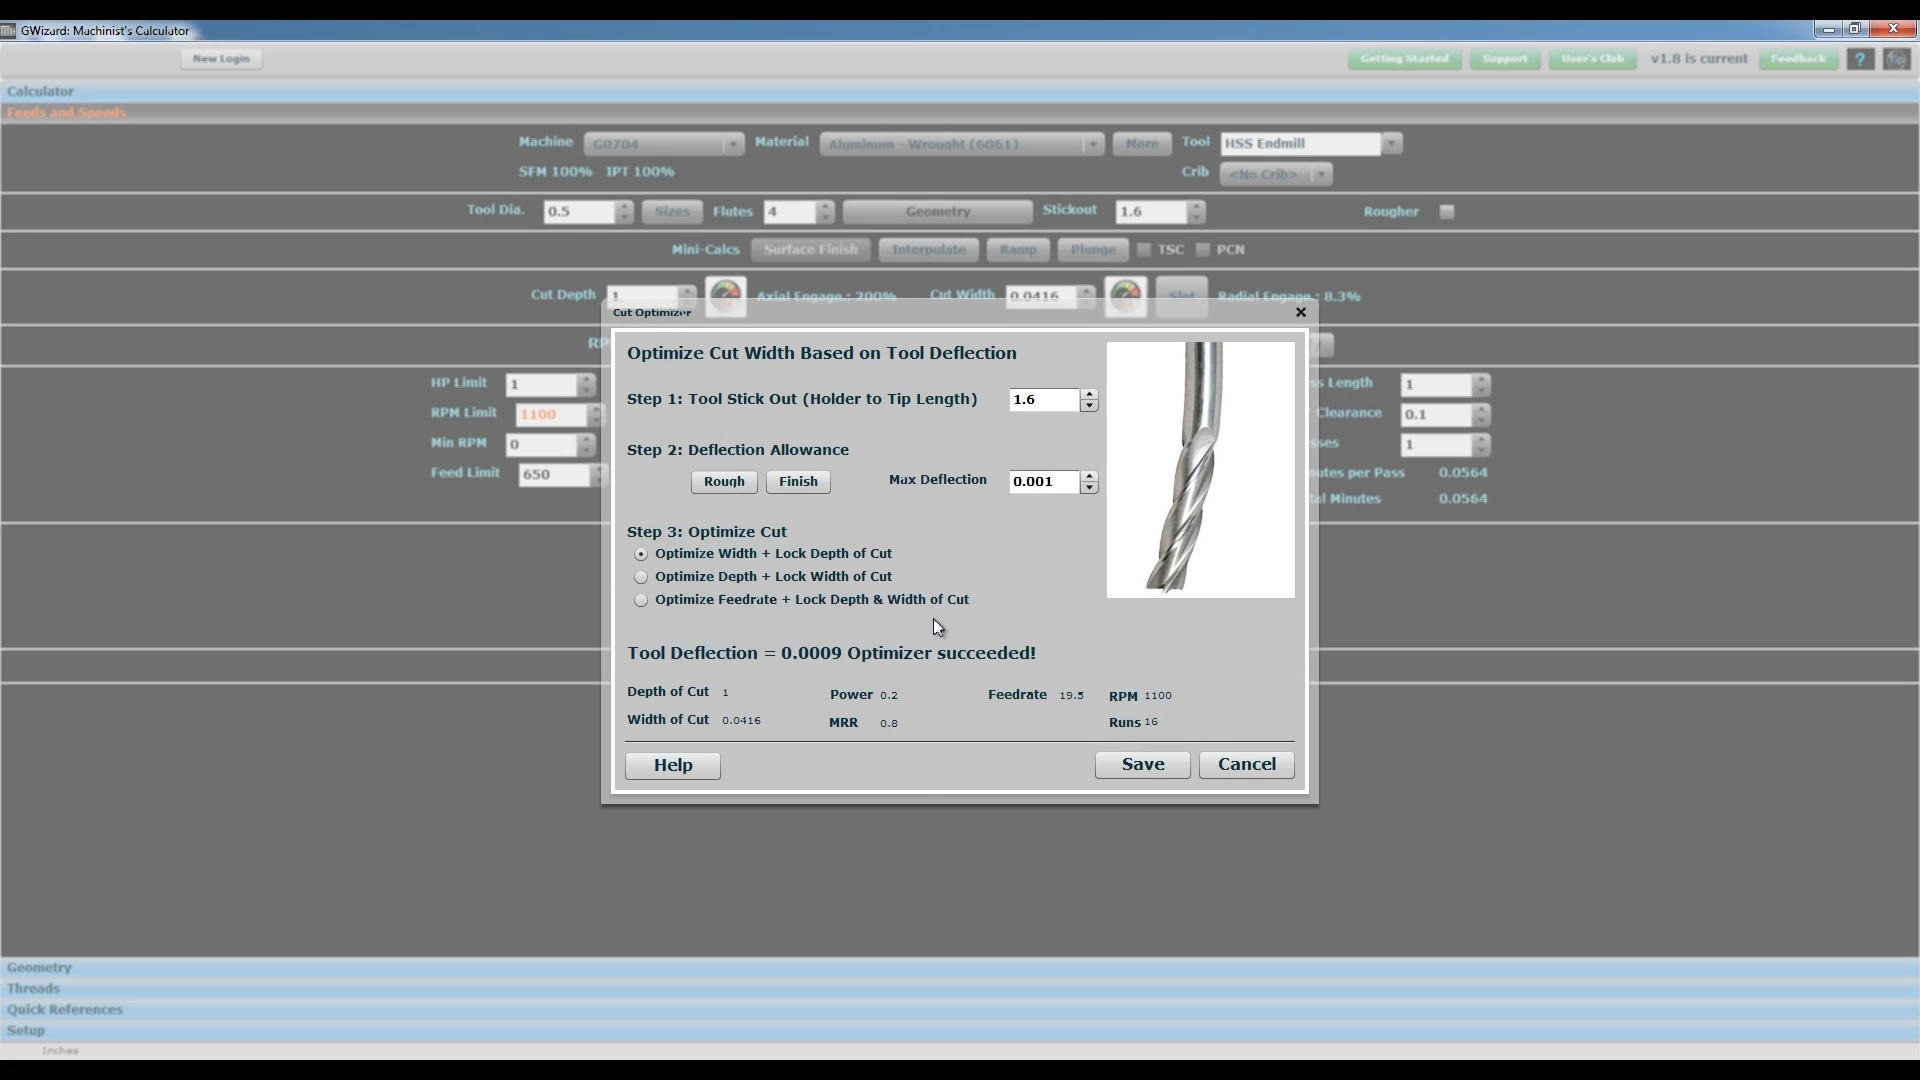 GWizard: Machinist's Calculator
New Login
Getting Started Support User's Club v1.8 is current Feedback ?
Calculator
Feeds and Speeds
Machine G0704 Material Aluminum - Wrought (6061) More Tool HSS Endmill
SFM 100% IPT 100% Crib <No Crib>
Tool Dia. 0.5 Sizes Flutes 4 Geometry Stickout 1.6 Rougher
Mini-Calcs Surface Finish Interpolate Ramp Plunge TSC PCN
Cut Depth 1 Axial Engage.: 200% Cut Width 0.0416 Slot Radial Engage.: 8.3%
Cut Optimizer
RP
Optimize Cut Width Based on Tool Deflection
HP Limit 1 s Length 1
Step 1: Tool Stick Out (Holder to Tip Length) 1.6
RPM Limit 1100 Clearance 0.1
Min RPM 0 sses 1
Step 2: Deflection Allowance
Feed Limit 650 utes per Pass 0.0564
Rough Finish Max Deflection 0.001
al Minutes 0.0564
Step 3: Optimize Cut
Optimize Width + Lock Depth of Cut
Optimize Depth + Lock Width of Cut
Optimize Feedrate + Lock Depth & Width of Cut
Tool Deflection = 0.0009 Optimizer succeeded!
Depth of Cut 1 Power 0.2 Feedrate 19.5 RPM 1100
Width of Cut 0.0416 MRR 0.8 Runs 16
Help Save Cancel
Geometry
Threads
Quick References
Setup
Inches